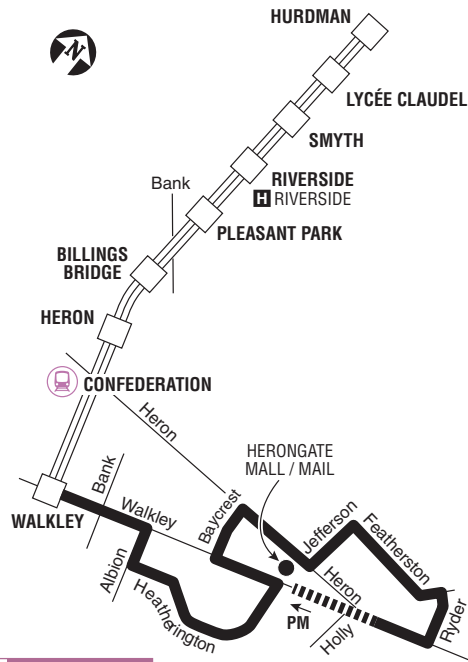 HURDMAN
N
LYCÉE CLAUDEL
SMYTH
RIVERSIDE
H RIVERSIDE
Bank
PLEASANT PARK
BILLINGS
BRIDGE
HERON
CONFEDERATION
Heron
HERONGATE
MALL / MAIL
Bank
Walkley
WALKLEY
Baycrest
Jefferson
Featherston
Albion
Heatherington
Heron
PM
Holly
Ryder